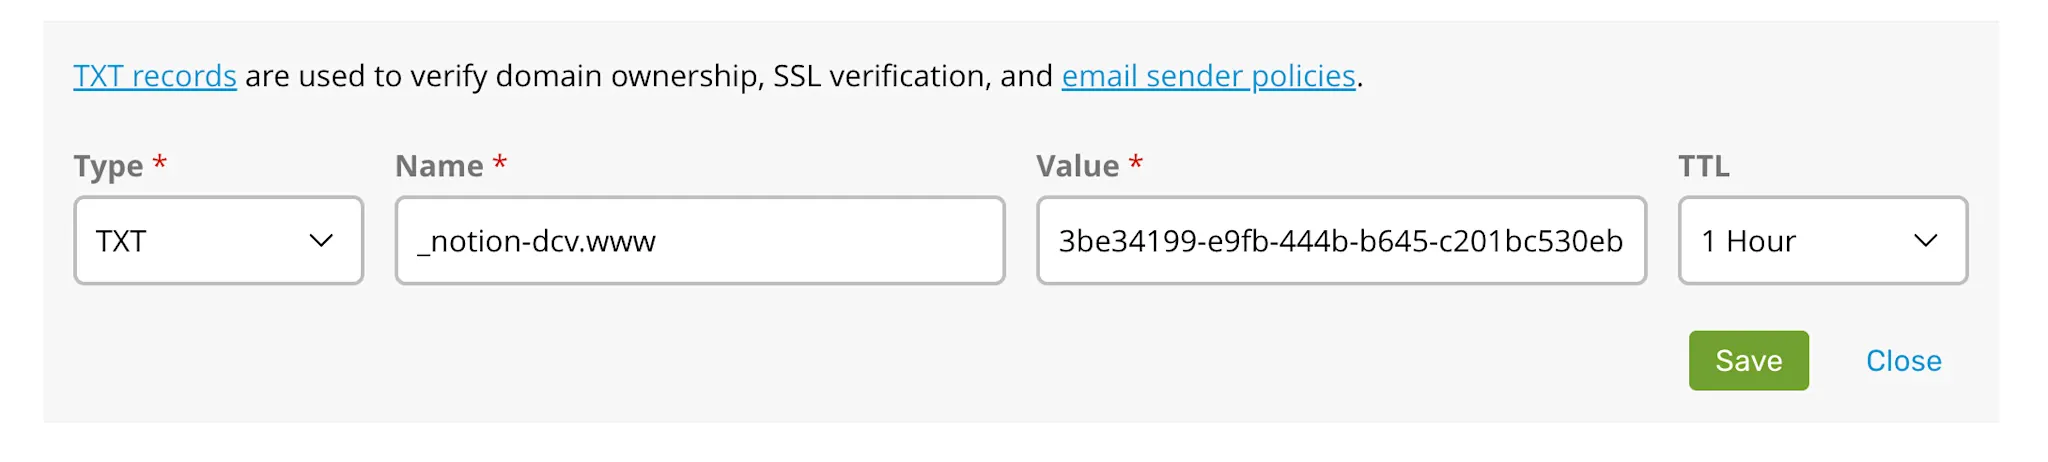 TXT records are used to verify domain ownership, SSL verification, and email sender policies.
Type * Name * Value * TTL
TXT _notion-dcv.www 3be34199-e9fb-444b-b645-c201bc530eb 1 Hour
Save Close